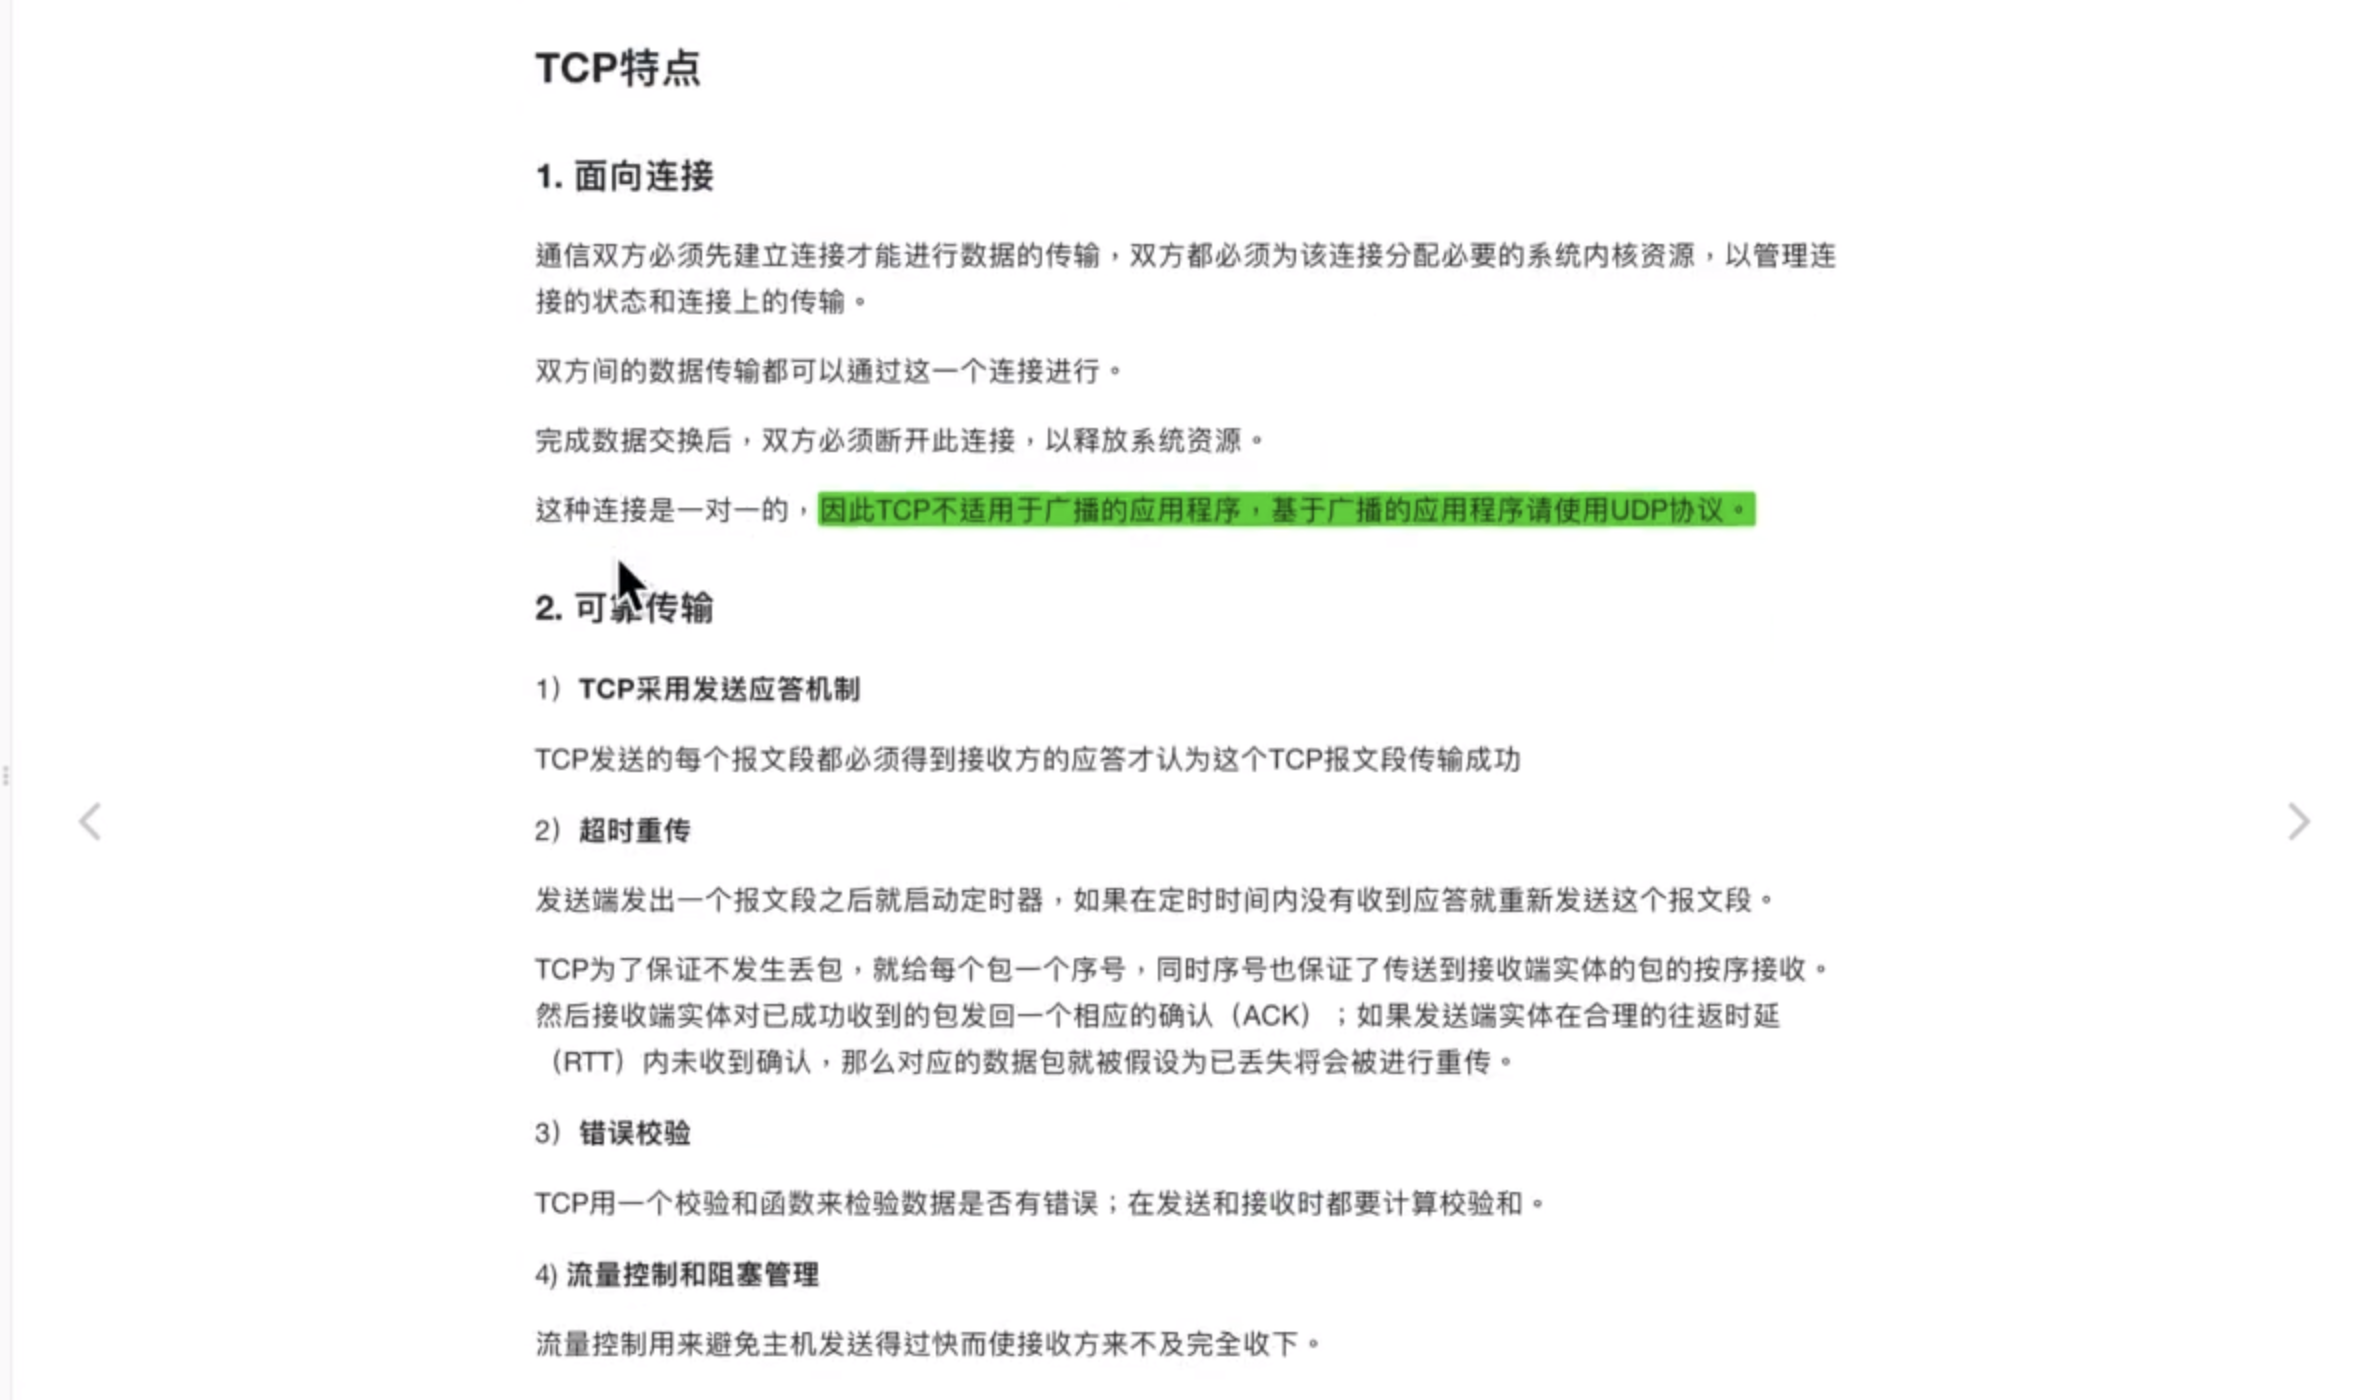 TCP特点
1. 面向连接
通信双方必须先建立连接才能进行数据的传输，双方都必须为该连接分配必要的系统内核资源，以管理连
接的状态和连接上的传输。
双方间的数据传输都可以通过这一个连接进行。
完成数据交换后，双方必须断开此连接，以释放系统资源。
这种连接是一对一的，因此TCP不适用于广播的应用程序，基于广播的应用程序请使用UDP协议。
2. 可靠传输
1）TCP采用发送应答机制
TCP发送的每个报文段都必须得到接收方的应答才认为这个TCP报文段传输成功
2）超时重传
发送端发出一个报文段之后就启动定时器，如果在定时时间内没有收到应答就重新发送这个报文段。
TCP为了保证不发生丢包，就给每个包一个序号，同时序号也保证了传送到接收端实体的包的按序接收。
然后接收端实体对已成功收到的包发回一个相应的确认（ACK）；如果发送端实体在合理的往返时延
（RTT）内未收到确认，那么对应的数据包就被假设为已丢失将会被进行重传。
3）错误校验
TCP用一个校验和函数来检验数据是否有错误；在发送和接收时都要计算校验和。
4) 流量控制和阻塞管理
流量控制用来避免主机发送得过快而使接收方来不及完全收下。